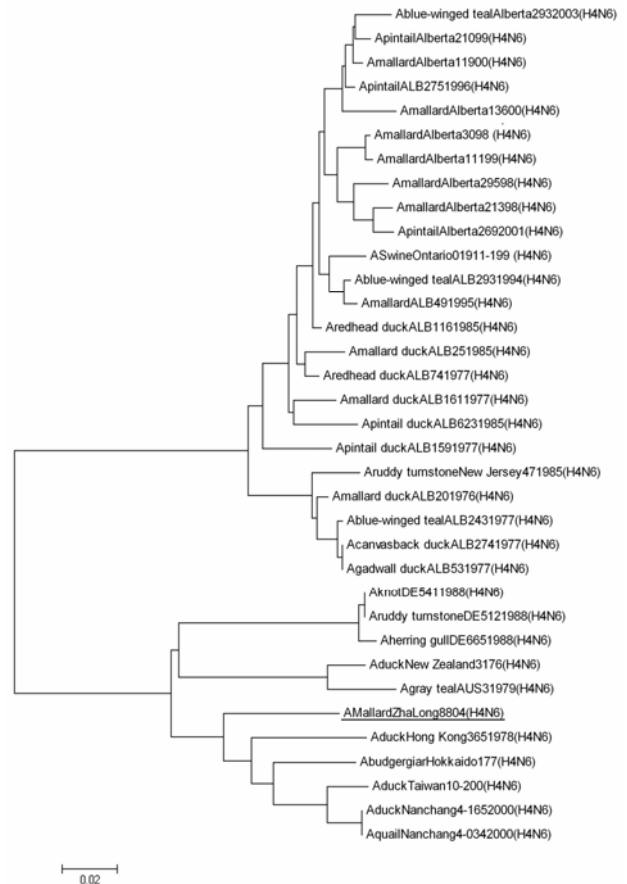 Ablue-winged tealAlberta2932003(H4N6)
ApintailAlberta21099(H4N6)
AmallardAlberta11900(H4N6)
ApintailALB2751996(H4N6)
AmallardAlberta13600(H4N6)
AmallardAlberta3098 (H4N6)
AmallardAlberta11199(H4N6)
AmallardAlberta29598(H4N6)
AmallardAlberta21398(H4N6)
ApintailAlberta2692001(H4N6)
ASwineOntario01911-199 (H4N6)
Ablue-winged tealALB2931994(H4N6)
AmallardALB491995(H4N6)
Aredhead duckALB1161985(H4N6)
Amallard duckALB251985(H4N6)
Aredhead duckALB741977(H4N6)
Amallard duckALB1611977(H4N6)
Apintail duckALB6231985(H4N6)
Apintail duckALB1591977(H4N6)
Aruddy turnstoneNew Jersey471985(H4N6)
Amallard duckALB201976(H4N6)
Ablue-winged tealALB2431977(H4N6)
Acanvasback duckALB2741977(H4N6)
Agadwall duckALB531977(H4N6)
AknotDE5411988(H4N6)
Aruddy turnstoneDE5121988(H4N6)
Aherring gullDE6651988(H4N6)
AduckNew Zealand3176(H4N6)
Agray tealAUS31979(H4N6)
AMallardZhaLong8804(H4N6)
AduckHong Kong3651978(H4N6)
AbudgergiarHokkaido177(H4N6)
AduckTaiwan10-200(H4N6)
AduckNanchang4-1652000(H4N6)
AquailNanchang4-0342000(H4N6)
0.02